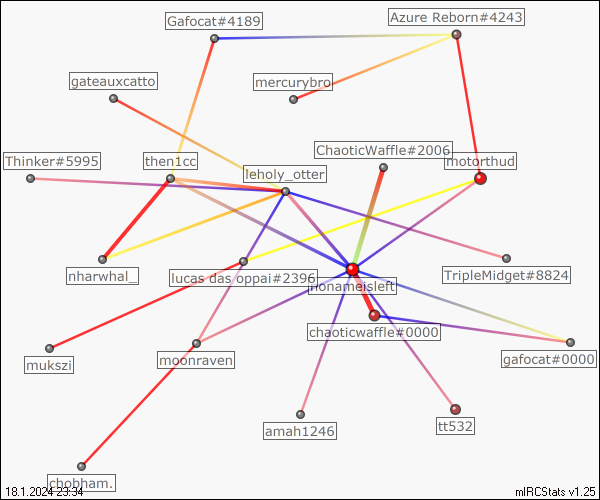 Gafocat#4189
Azure Reborn#4243
gateauxcatto
mercurybro
ChaoticWaffle#2006
Thinker#5995
then1cc
motorthud
leholy_otter
nharwhal_
lucas das oppai#2396
TripleMidget#8824
nonameisleft
chaoticwaffle#0000
mukszi
moonraven
gafocat#0000
amah1246
tt532
chobham.
18.1.2024 23:34
mIRCStats v1.25